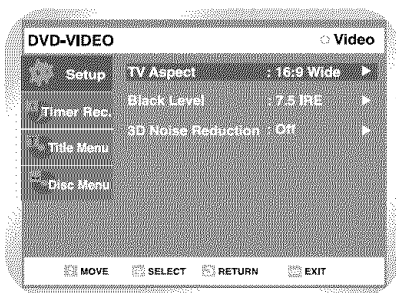 DVD-VIDEO Video
Setup TV Aspect : 16:9 Wide
Timer Rec. Black Level : 7.5 IRE
3D Noise Reduction : Off
Title Menu
Disc Menu
MOVE SELECT RETURN EXIT